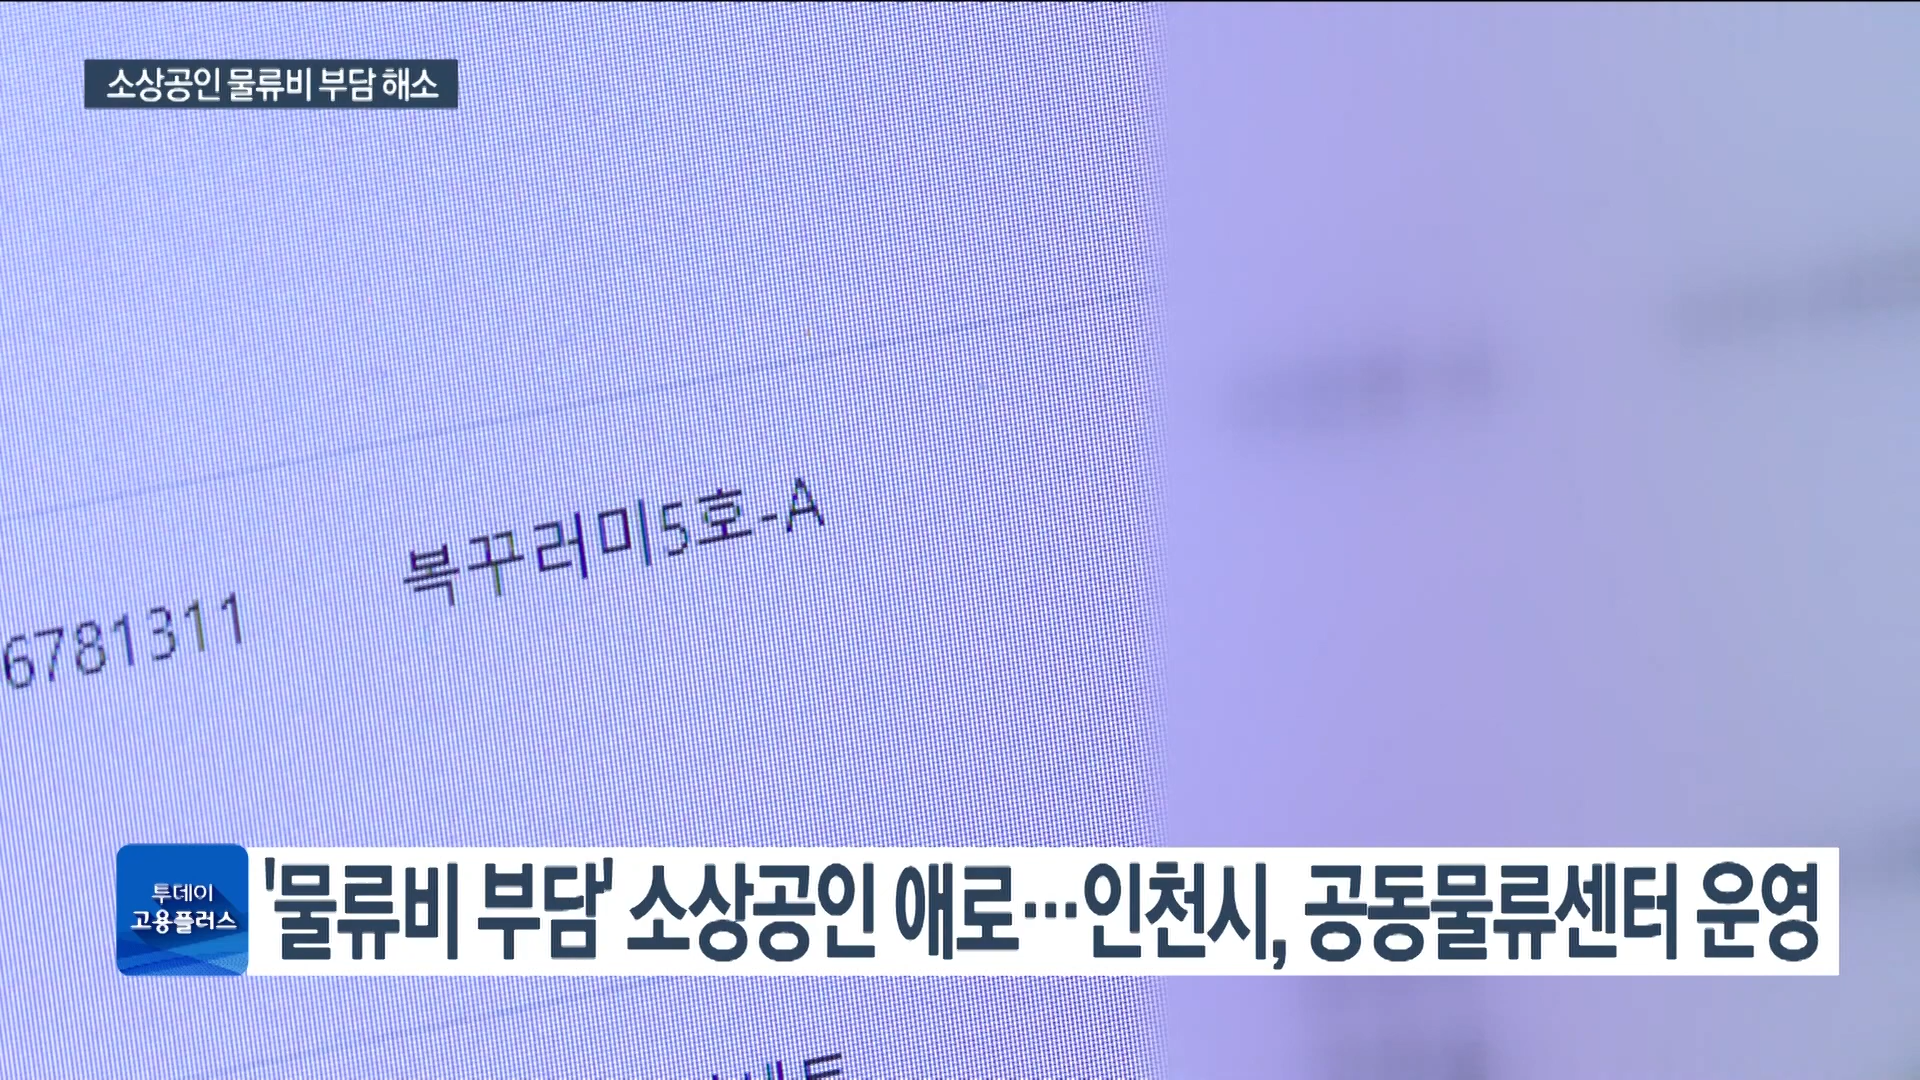 소상공인 물류비 부담 해소
복꾸러미5호-A
6781311
투데이
고용플러스
'물류비 부담' 소상공인 애로…인천시, 공동물류센터 운영